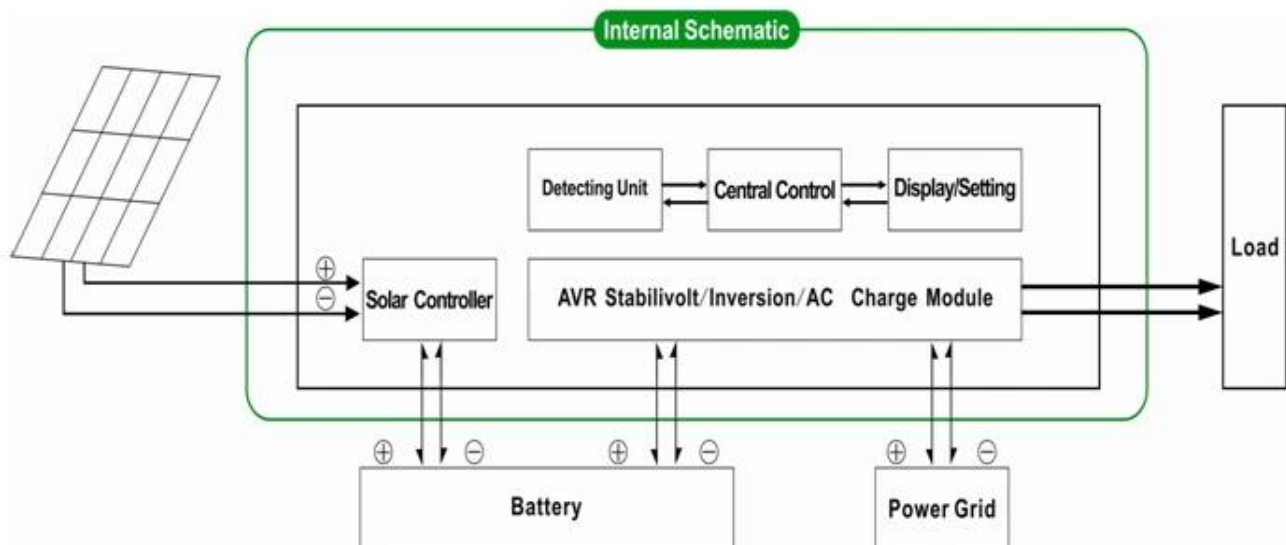 Internal Schematic
Detecting Unit
Central Control
Display/Setting
Load
⊕
⊖
Solar Controller
AVR Stabilivolt/Inversion/AC Charge Module
⊕
⊖
⊕
⊖
⊕
⊖
Battery
Power Grid